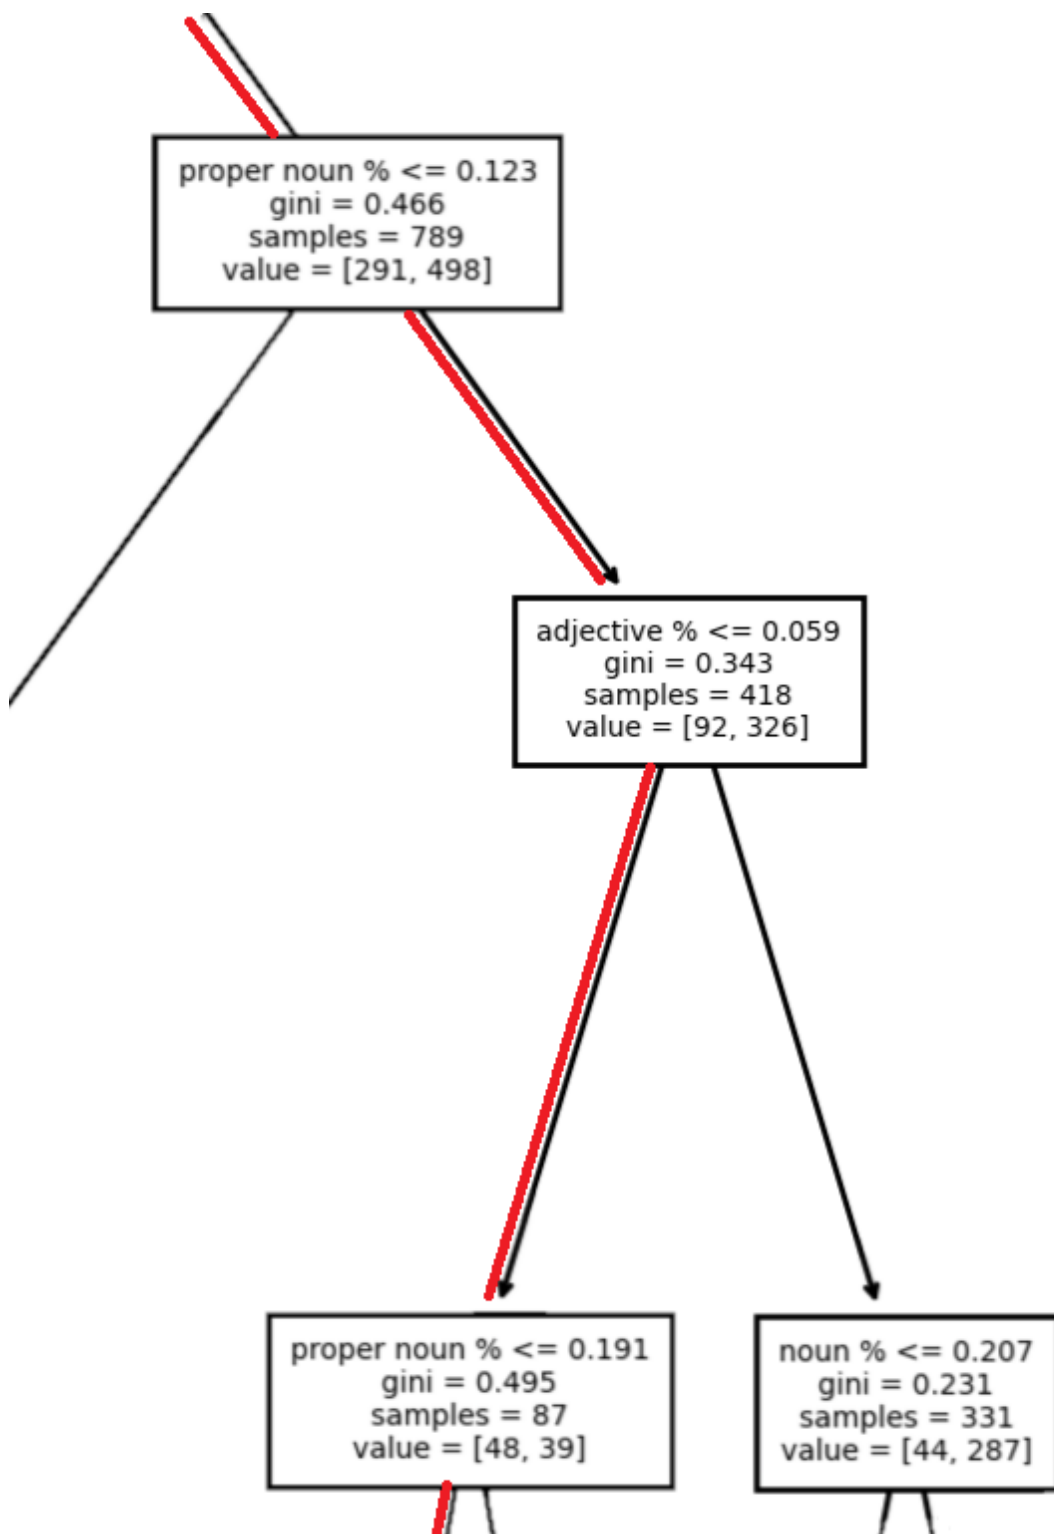 proper noun % <= 0.123
gini = 0.466
samples = 789
value = [291, 498]
adjective % <= 0.059
gini = 0.343
samples = 418
value = [92, 326]
proper noun % <= 0.191
gini = 0.495
samples = 87
value = [48, 39]
noun % <= 0.207
gini = 0.231
samples = 331
value = [44, 287]